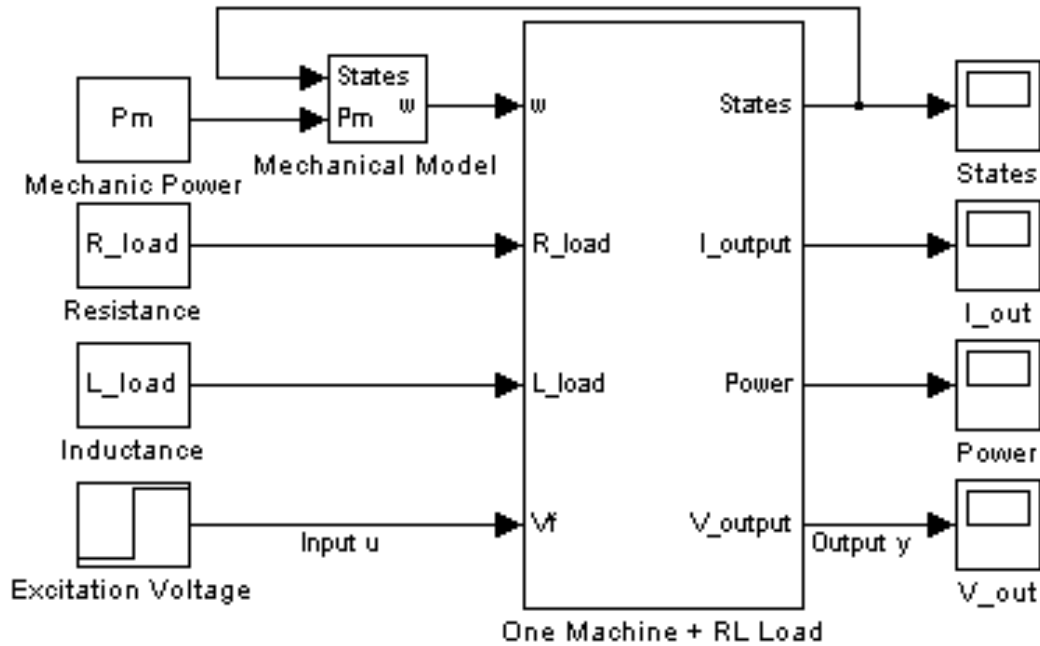 States
Pm
w
Mechanical Model
Pm
Mechanic Power
R_load
Resistance
L_load
Inductance
Excitation Voltage
Input u
w
R_load
L_load
Vf
States
I_output
Power
V_output
One Machine + RL Load
Output y
States
I_out
Power
V_out